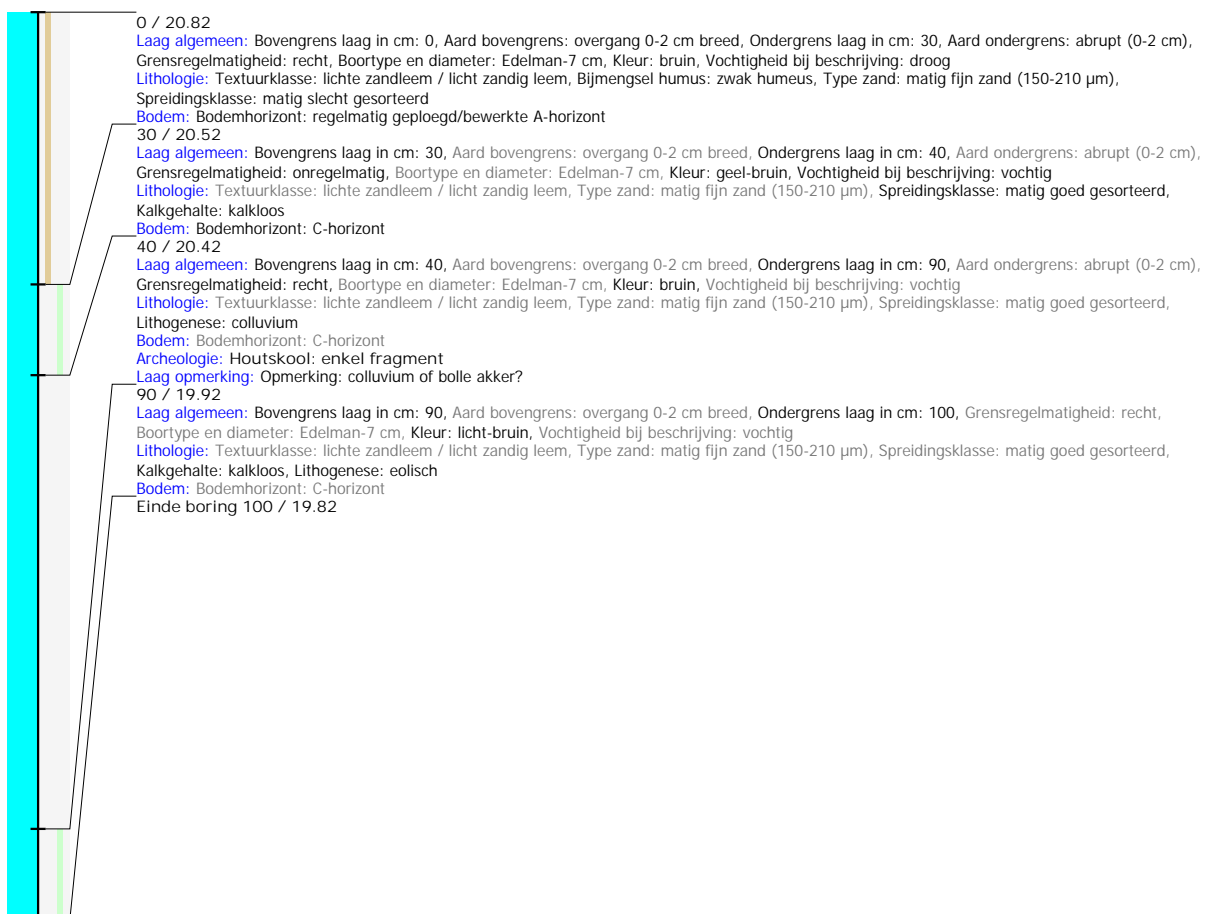 0 / 20.82
Laag algemeen: Bovengrens laag in cm: 0, Aard bovengrens: overgang 0-2 cm breed, Ondergrens laag in cm: 30, Aard ondergrens: abrupt (0-2 cm),
Grensregelmatigheid: recht, Boortype en diameter: Edelman-7 cm, Kleur: bruin, Vochtigheid bij beschrijving: droog
Lithologie: Textuurklasse: lichte zandleem / licht zandig leem, Bijmengsel humus: zwak humeus, Type zand: matig fijn zand (150-210 µm),
Spreidingsklasse: matig slecht gesorteerd
Bodem: Bodemhorizont: regelmatig geploegd/bewerkte A-horizont
30 / 20.52
Laag algemeen: Bovengrens laag in cm: 30, Aard bovengrens: overgang 0-2 cm breed, Ondergrens laag in cm: 40, Aard ondergrens: abrupt (0-2 cm),
Grensregelmatigheid: onregelmatig, Boortype en diameter: Edelman-7 cm, Kleur: geel-bruin, Vochtigheid bij beschrijving: vochtig
Lithologie: Textuurklasse: lichte zandleem / licht zandig leem, Type zand: matig fijn zand (150-210 µm), Spreidingsklasse: matig goed gesorteerd,
Kalkgehalte: kalkloos
Bodem: Bodemhorizont: C-horizont
40 / 20.42
Laag algemeen: Bovengrens laag in cm: 40, Aard bovengrens: overgang 0-2 cm breed, Ondergrens laag in cm: 90, Aard ondergrens: abrupt (0-2 cm),
Grensregelmatigheid: recht, Boortype en diameter: Edelman-7 cm, Kleur: bruin, Vochtigheid bij beschrijving: vochtig
Lithologie: Textuurklasse: lichte zandleem / licht zandig leem, Type zand: matig fijn zand (150-210 µm), Spreidingsklasse: matig goed gesorteerd,
Lithogenese: colluvium
Bodem: Bodemhorizont: C-horizont
Archeologie: Houtskool: enkel fragment
Laag opmerking: Opmerking: colluvium of bolle akker?
90 / 19.92
Laag algemeen: Bovengrens laag in cm: 90, Aard bovengrens: overgang 0-2 cm breed, Ondergrens laag in cm: 100, Grensregelmatigheid: recht,
Boortype en diameter: Edelman-7 cm, Kleur: licht-bruin, Vochtigheid bij beschrijving: vochtig
Lithologie: Textuurklasse: lichte zandleem / licht zandig leem, Type zand: matig fijn zand (150-210 µm), Spreidingsklasse: matig goed gesorteerd,
Kalkgehalte: kalkloos, Lithogenese: eolisch
Bodem: Bodemhorizont: C-horizont
Einde boring 100 / 19.82